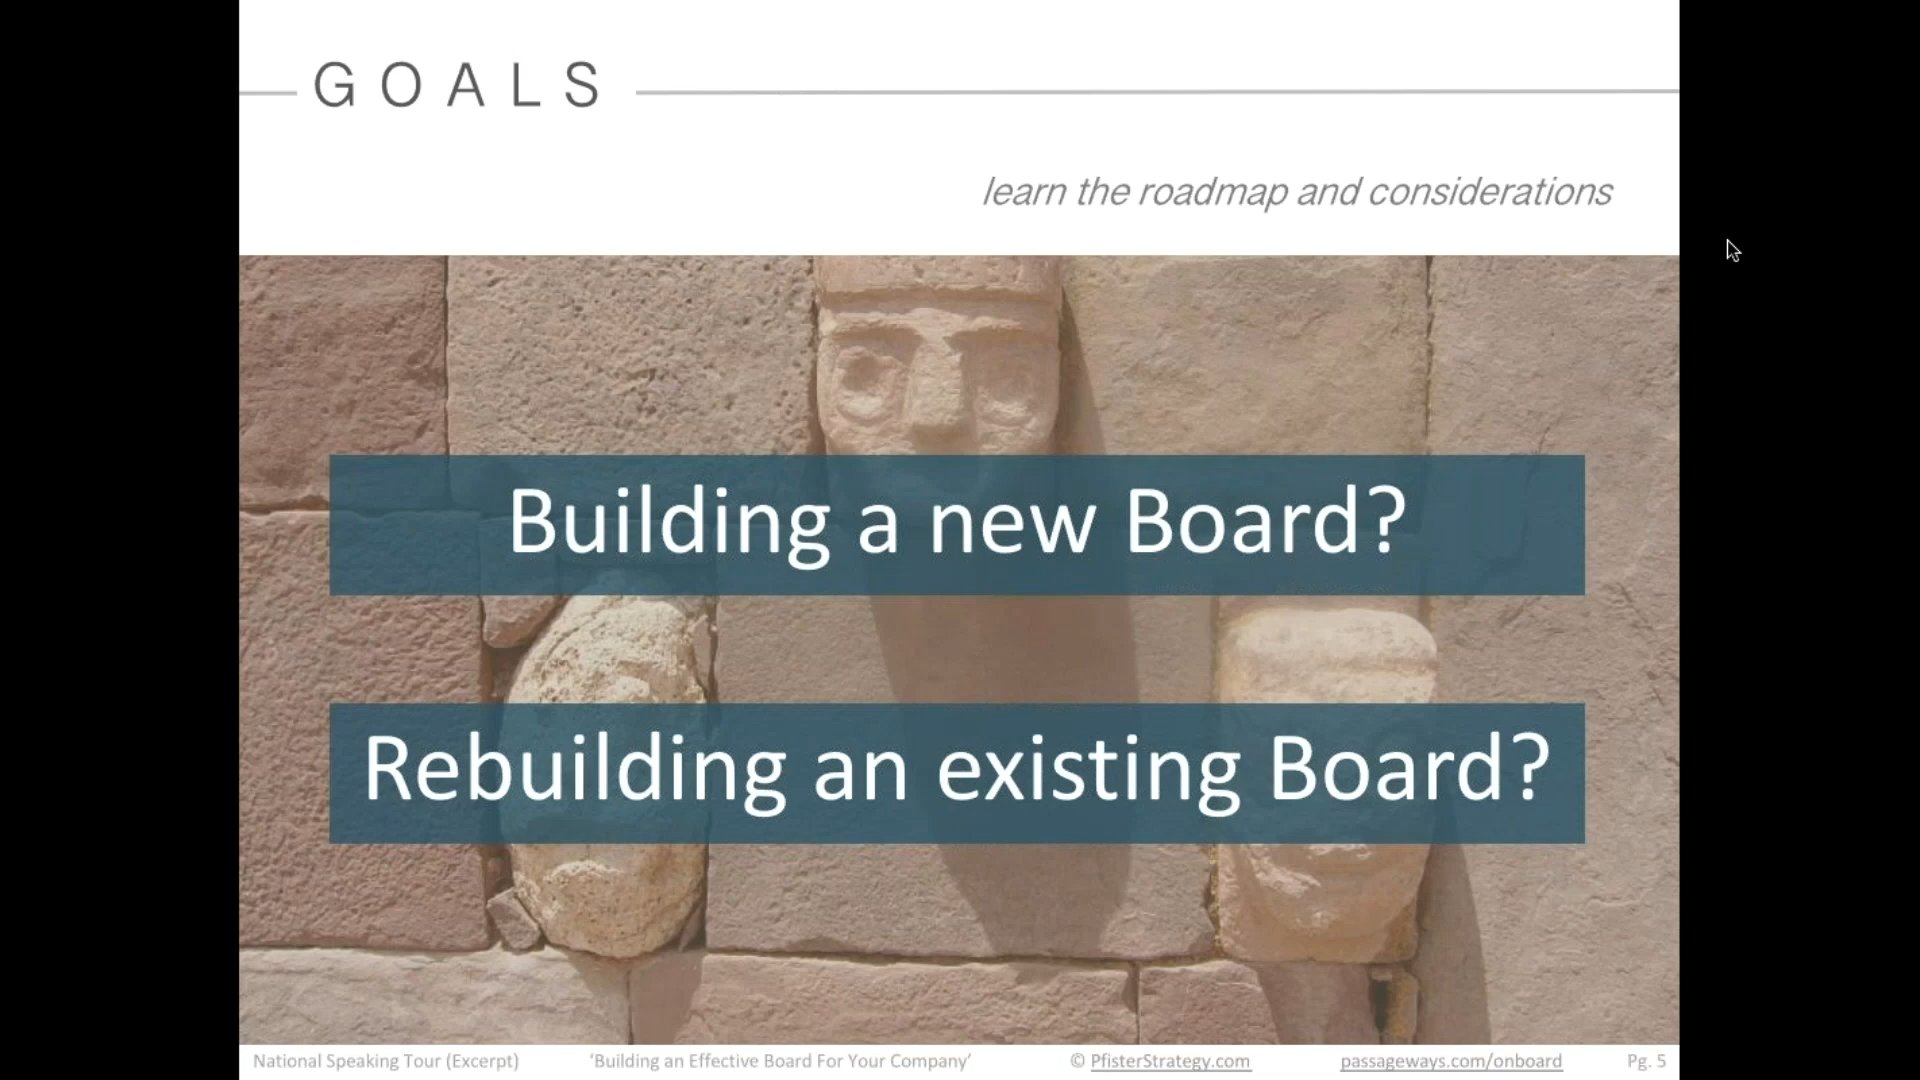 GOALS
learn the roadmap and considerations
Building a new Board?
Rebuilding an existing Board?
National Speaking Tour (Excerpt) ‘Building an Effective Board For Your Company’ © PfisterStrategy.com passageways.com/onboard Pg. 5